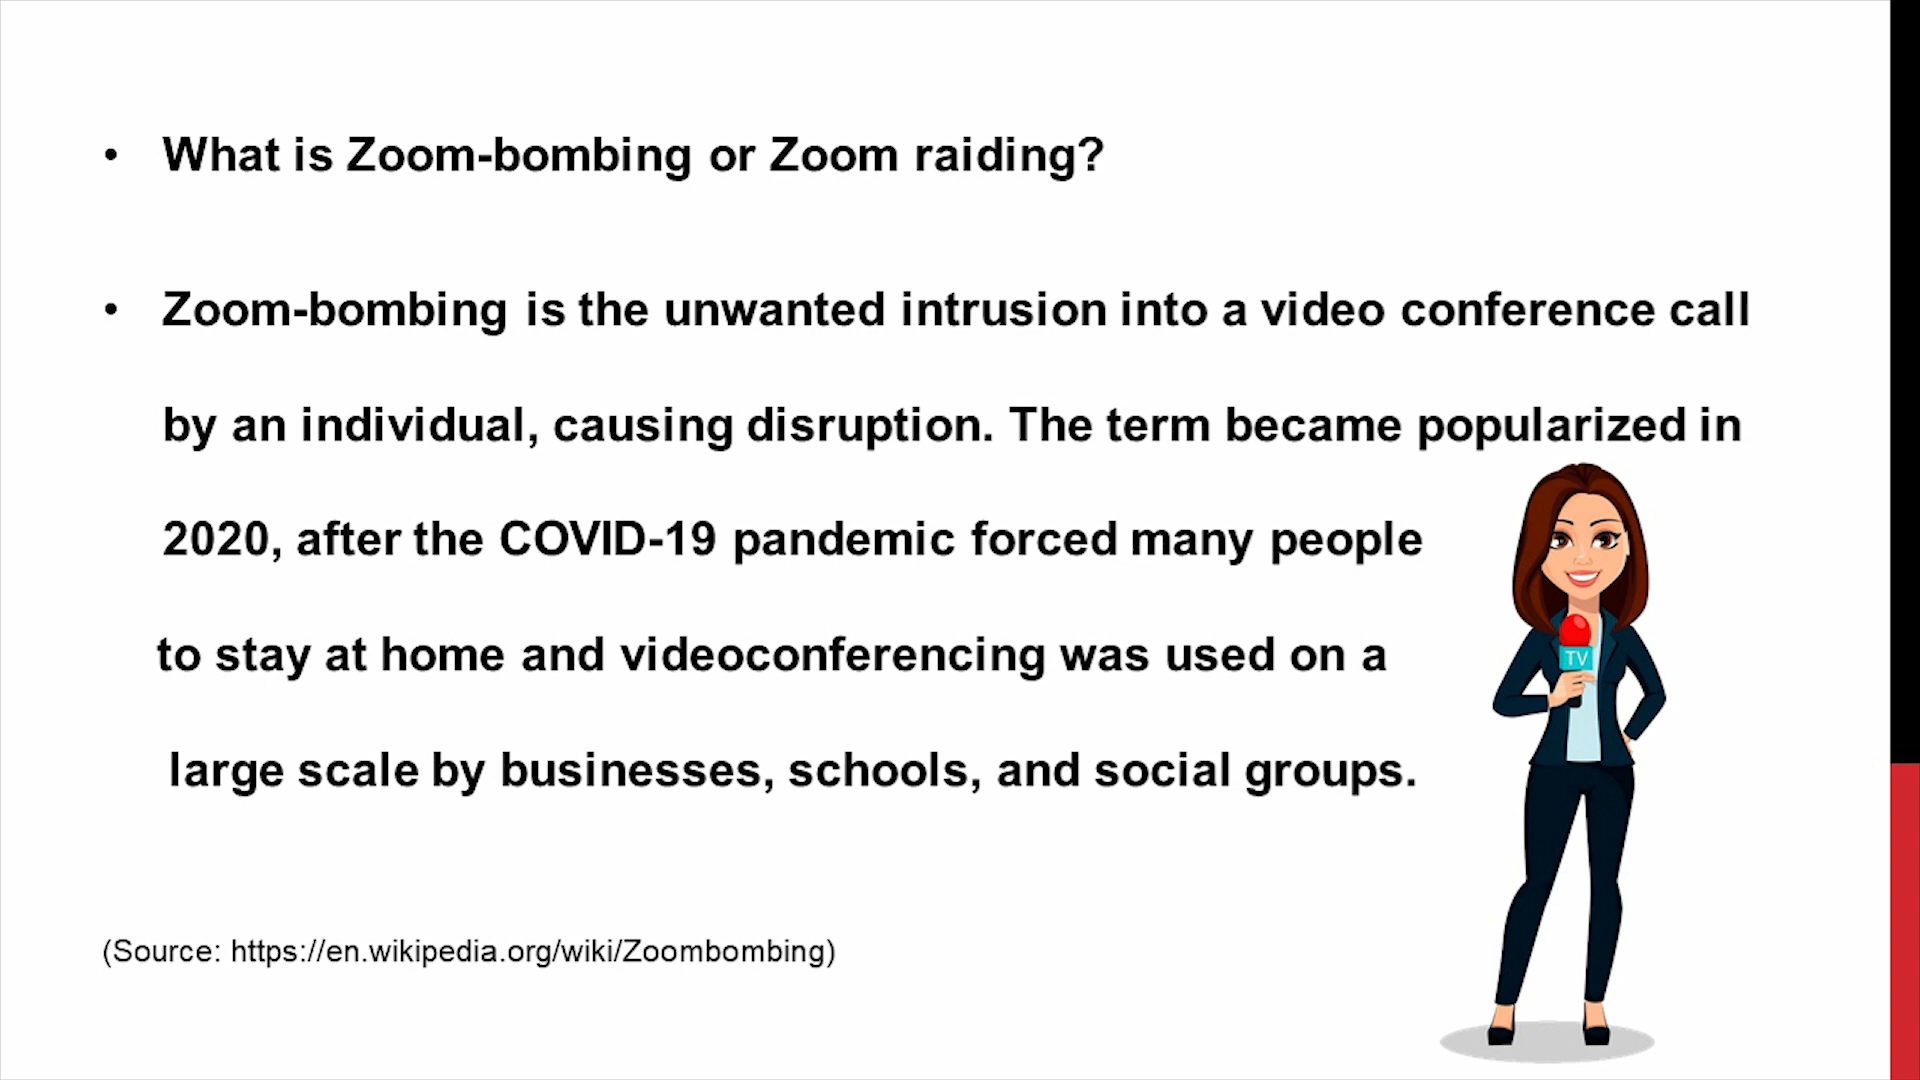 • What is Zoom-bombing or Zoom raiding?
• Zoom-bombing is the unwanted intrusion into a video conference call
by an individual, causing disruption. The term became popularized in
2020, after the COVID-19 pandemic forced many people
to stay at home and videoconferencing was used on a
large scale by businesses, schools, and social groups.
TV
(Source: https://en.wikipedia.org/wiki/Zoombombing)